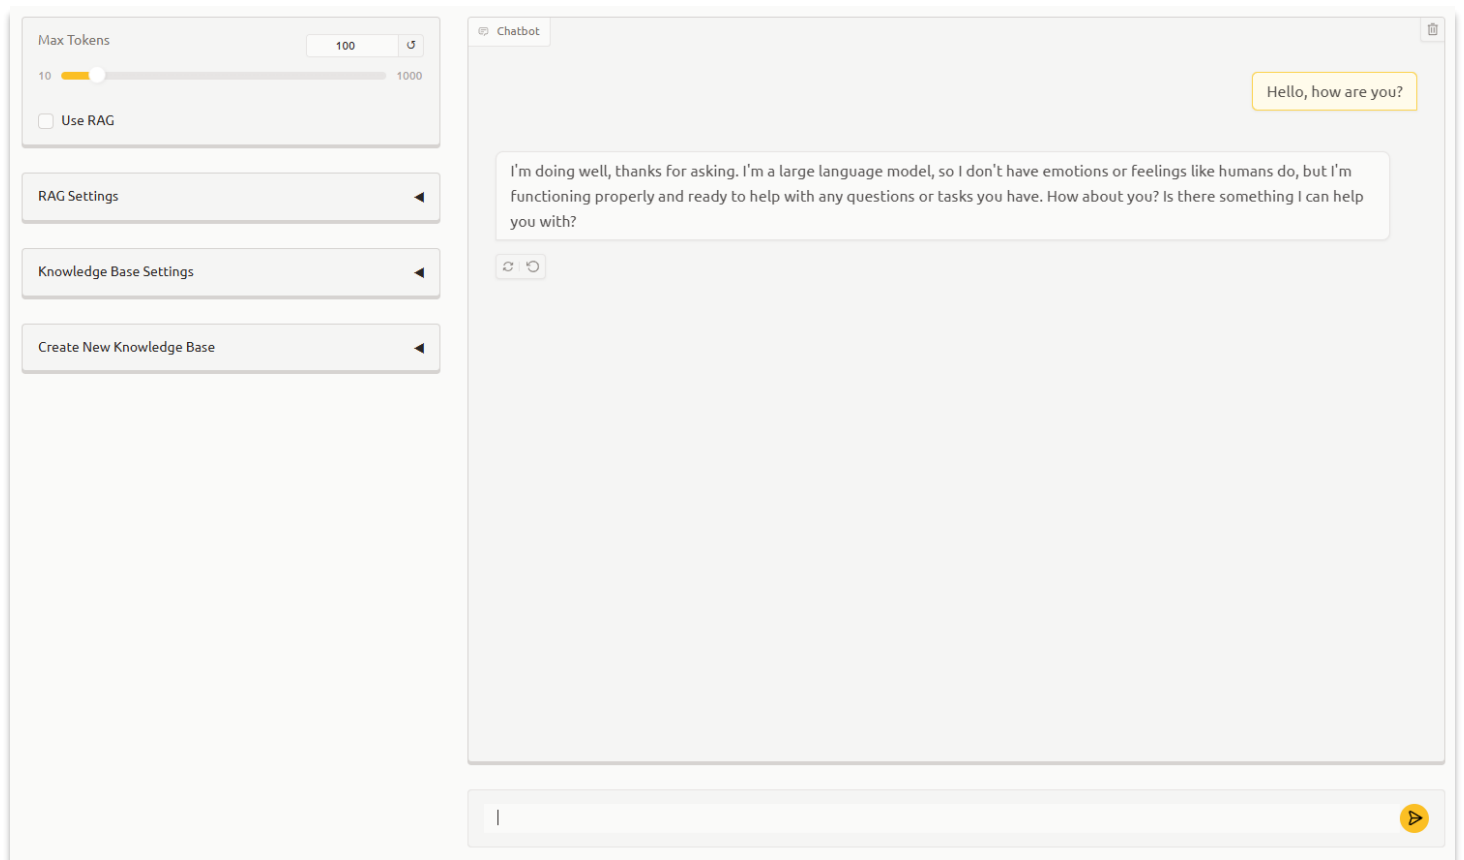 Max Tokens
100
10
1000
Use RAG
RAG Settings
Knowledge Base Settings
Create New Knowledge Base
Chatbot
Hello, how are you?
I'm doing well, thanks for asking. I'm a large language model, so I don't have emotions or feelings like humans do, but I'm
functioning properly and ready to help with any questions or tasks you have. How about you? Is there something I can help
you with?